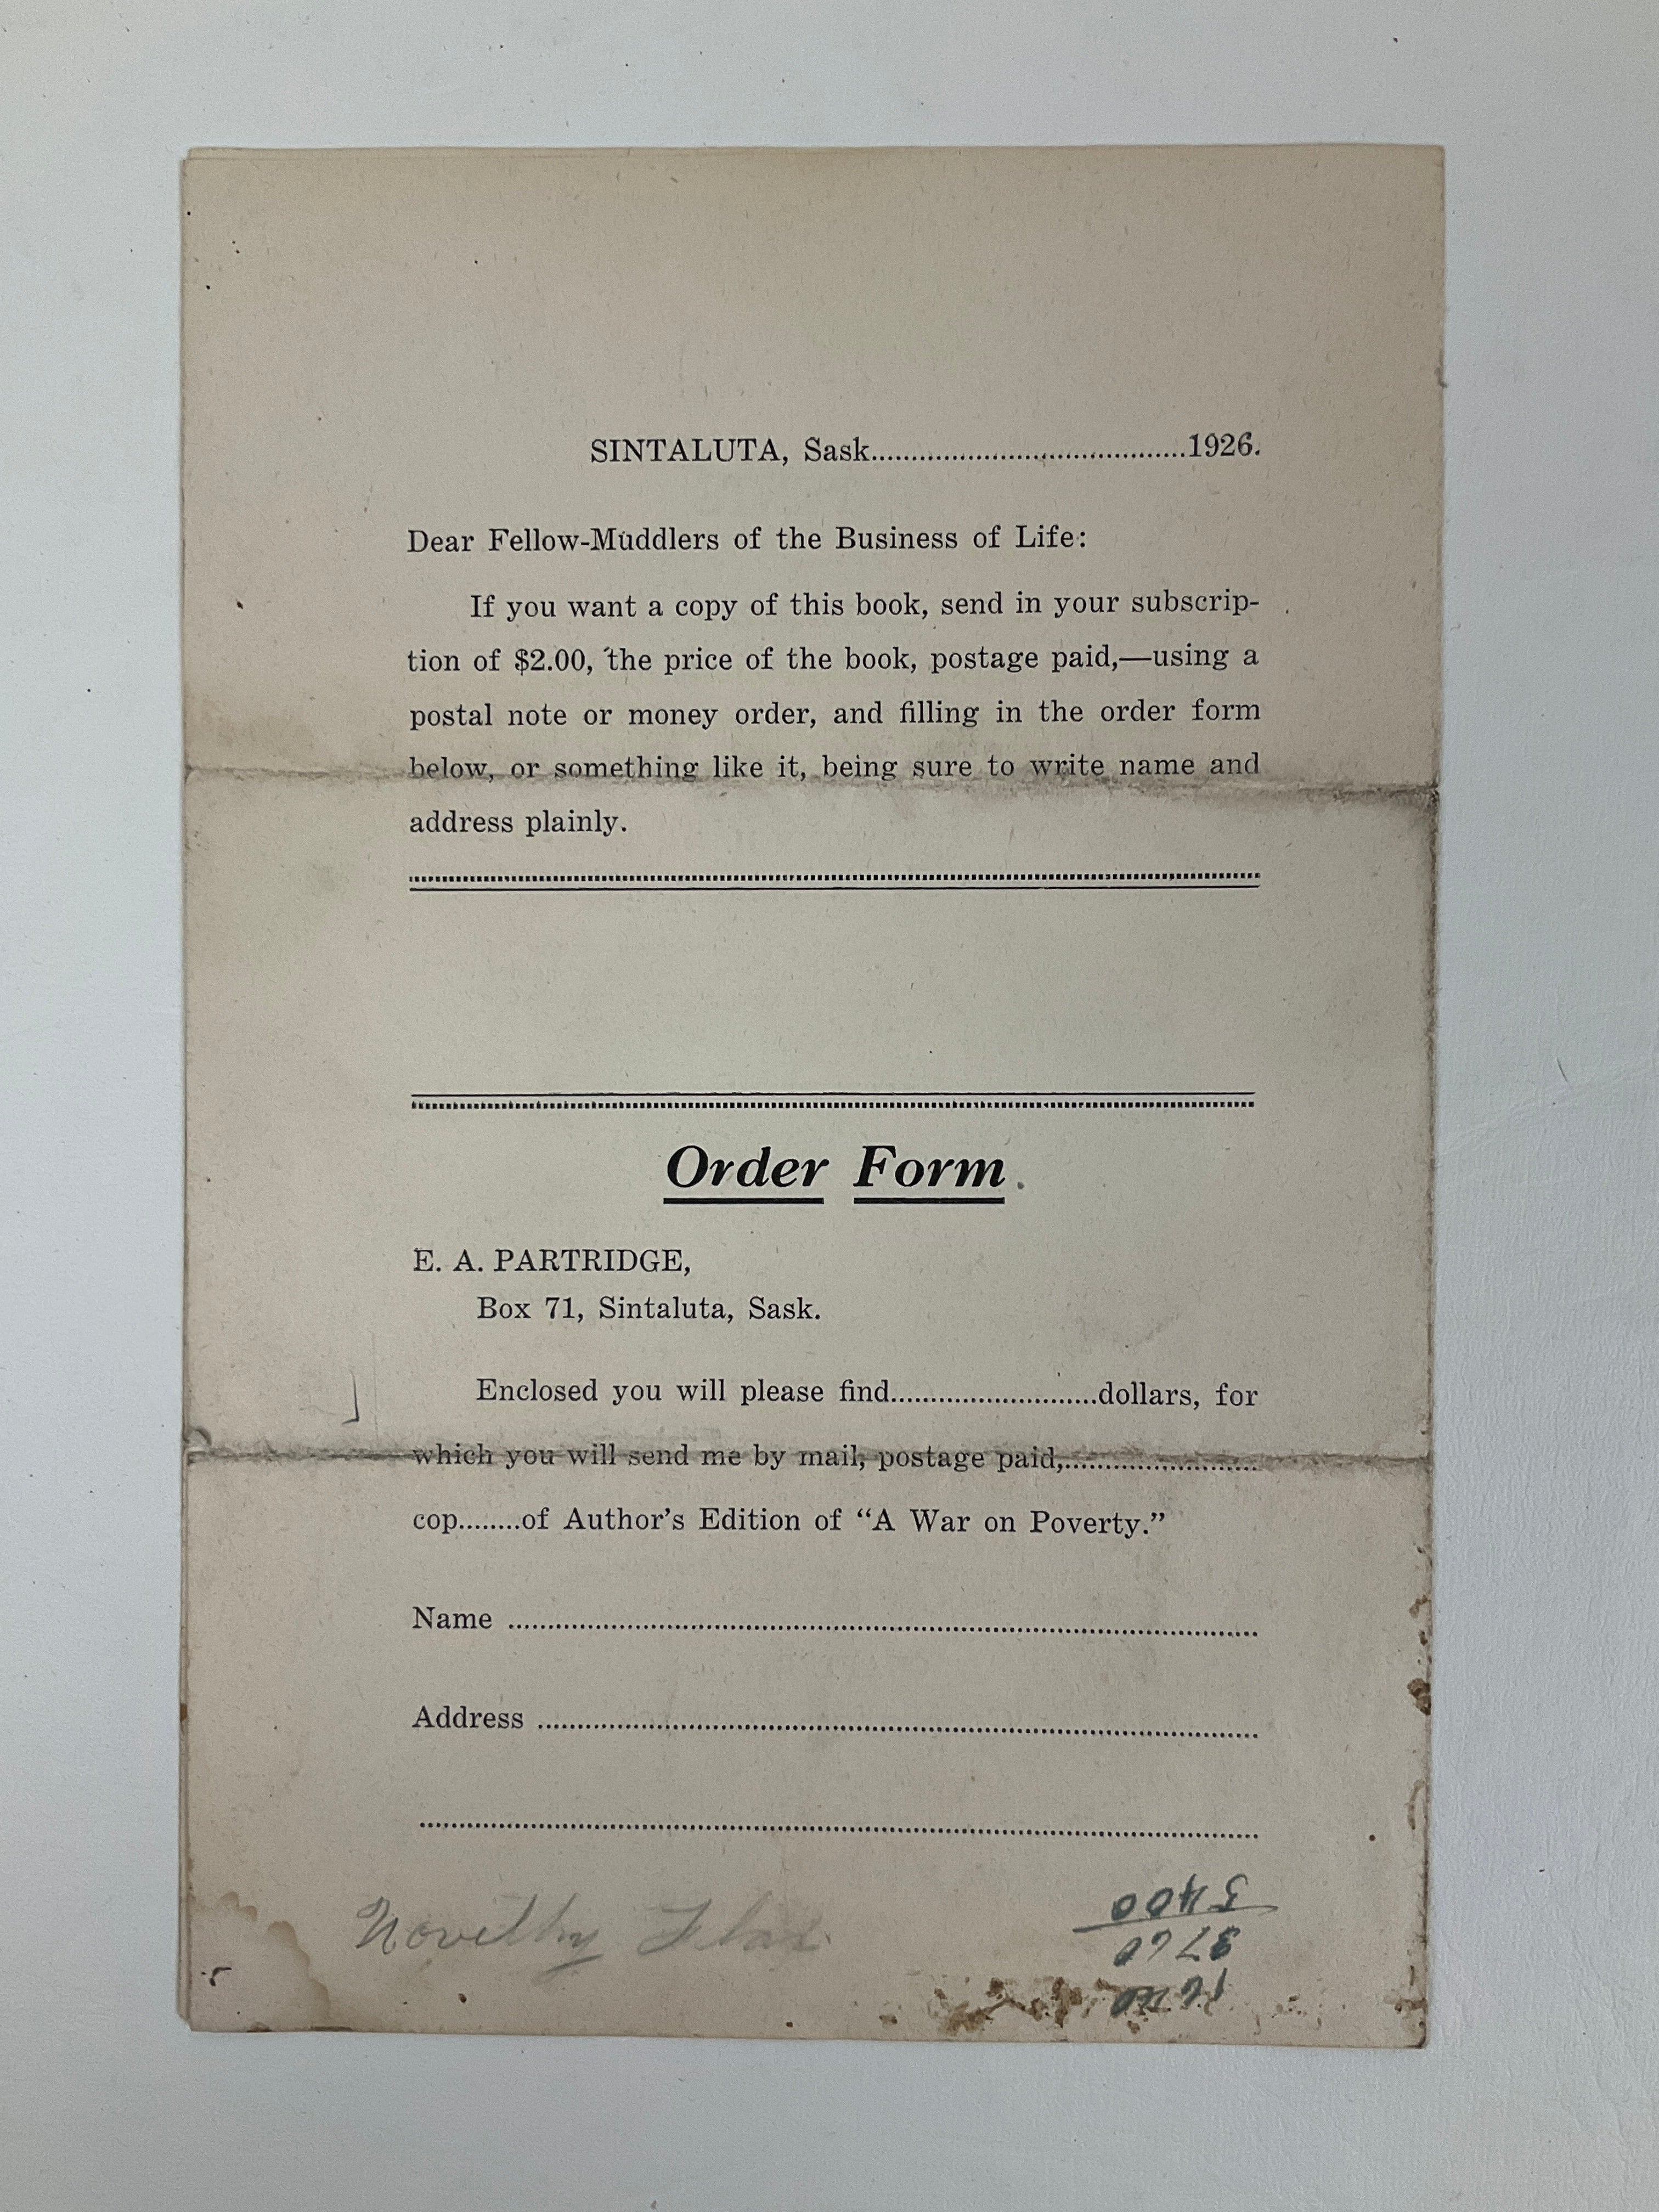 SINTALUTA, Sask.......................................1926.
Dear Fellow-Muddlers of the Business of Life:
If you want a copy of this book, send in your subscrip-
tion of $2.00, the price of the book, postage paid,—using a
postal note or money order, and filling in the order form
below, or something like it, being sure to write name and
address plainly.
Order Form
E. A. PARTRIDGE,
Box 71, Sintaluta, Sask.
Enclosed you will please find.........................dollars, for
which you will send me by mail, postage paid,........................
cop........of Author's Edition of “A War on Poverty.”
Name
Address
Novelty Flax
3760
5400